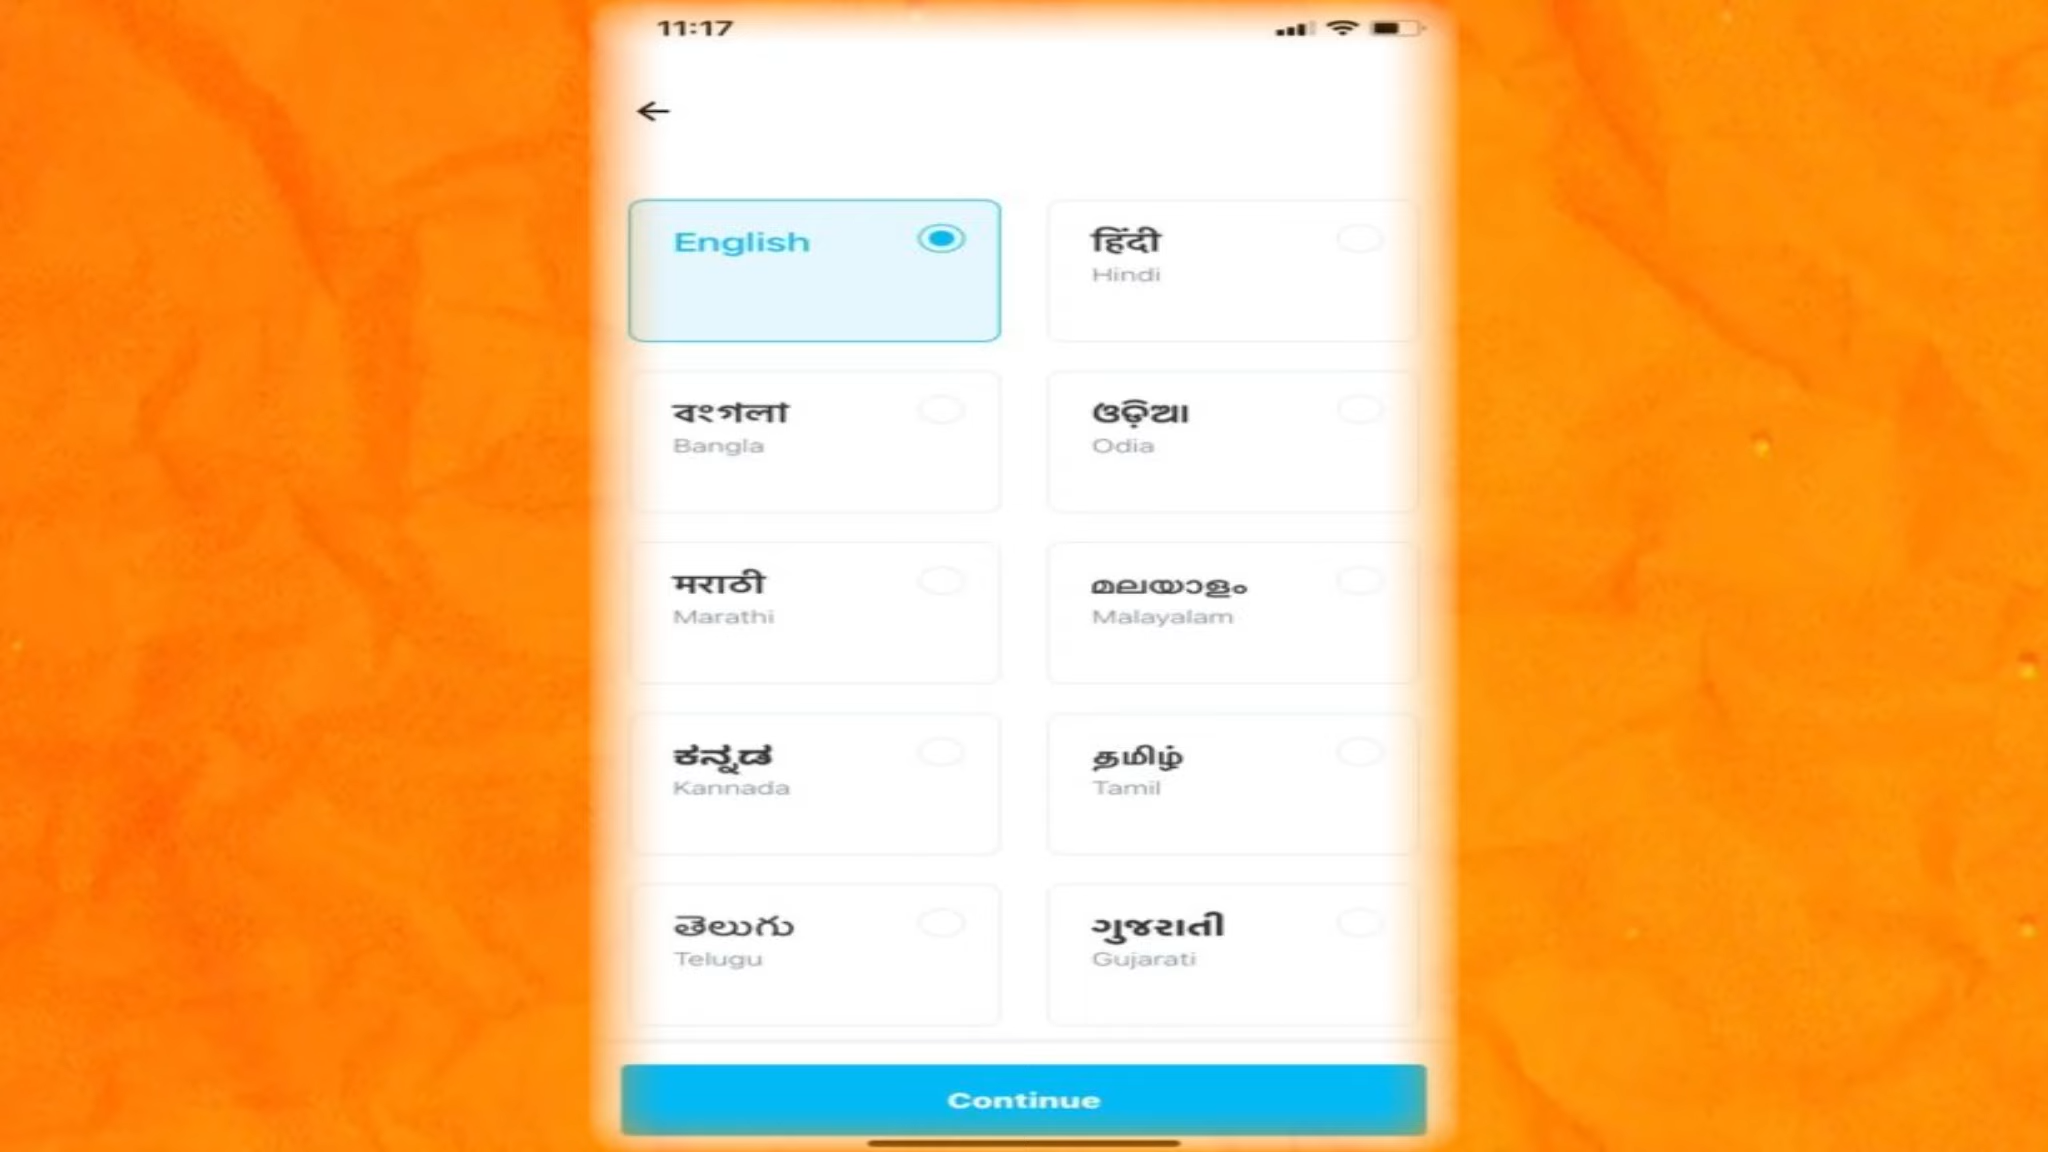 11:17
English
हिंदी
Hindi
বংগলা
Bangla
ଓଡ଼ିଆ
Odia
मराठी
Marathi
മലയാളം
Malayalam
ಕನ್ನಡ
Kannada
தமிழ்
Tamil
తెలుగు
Telugu
ગુજરાતી
Gujarati
Continue